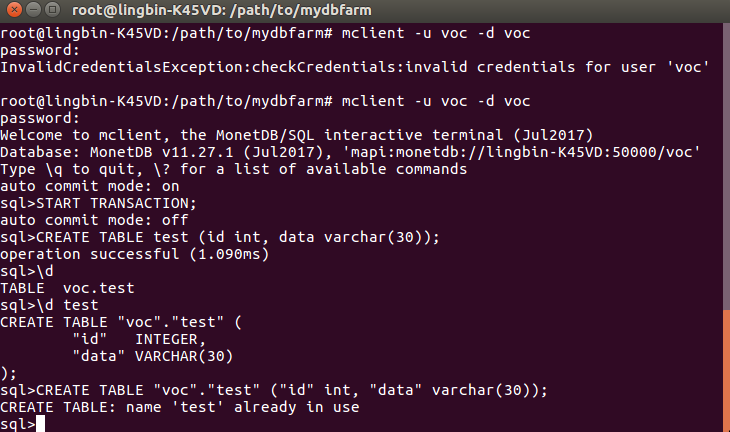 root@lingbin-K45VD: /path/to/mydbfarm
root@lingbin-K45VD:/path/to/mydbfarm# mclient -u voc -d voc
password:
InvalidCredentialsException:checkCredentials:invalid credentials for user 'voc'
root@lingbin-K45VD:/path/to/mydbfarm# mclient -u voc -d voc
password:
Welcome to mclient, the MonetDB/SQL interactive terminal (Jul2017)
Database: MonetDB v11.27.1 (Jul2017), 'mapi:monetdb://lingbin-K45VD:50000/voc'
Type \q to quit, \? for a list of available commands
auto commit mode: on
sql>START TRANSACTION;
auto commit mode: off
sql>CREATE TABLE test (id int, data varchar(30));
operation successful (1.090ms)
sql>\d
TABLE  voc.test
sql>\d test
CREATE TABLE "voc"."test" (
        "id"   INTEGER,
        "data" VARCHAR(30)
);
sql>CREATE TABLE "voc"."test" ("id" int, "data" varchar(30));
CREATE TABLE: name 'test' already in use
sql>